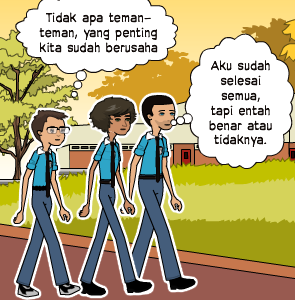 Tidak apa teman-
teman, yang penting
kita sudah berusaha
Aku sudah
selesai
semua,
tapi entah
benar atau
tidaknya.